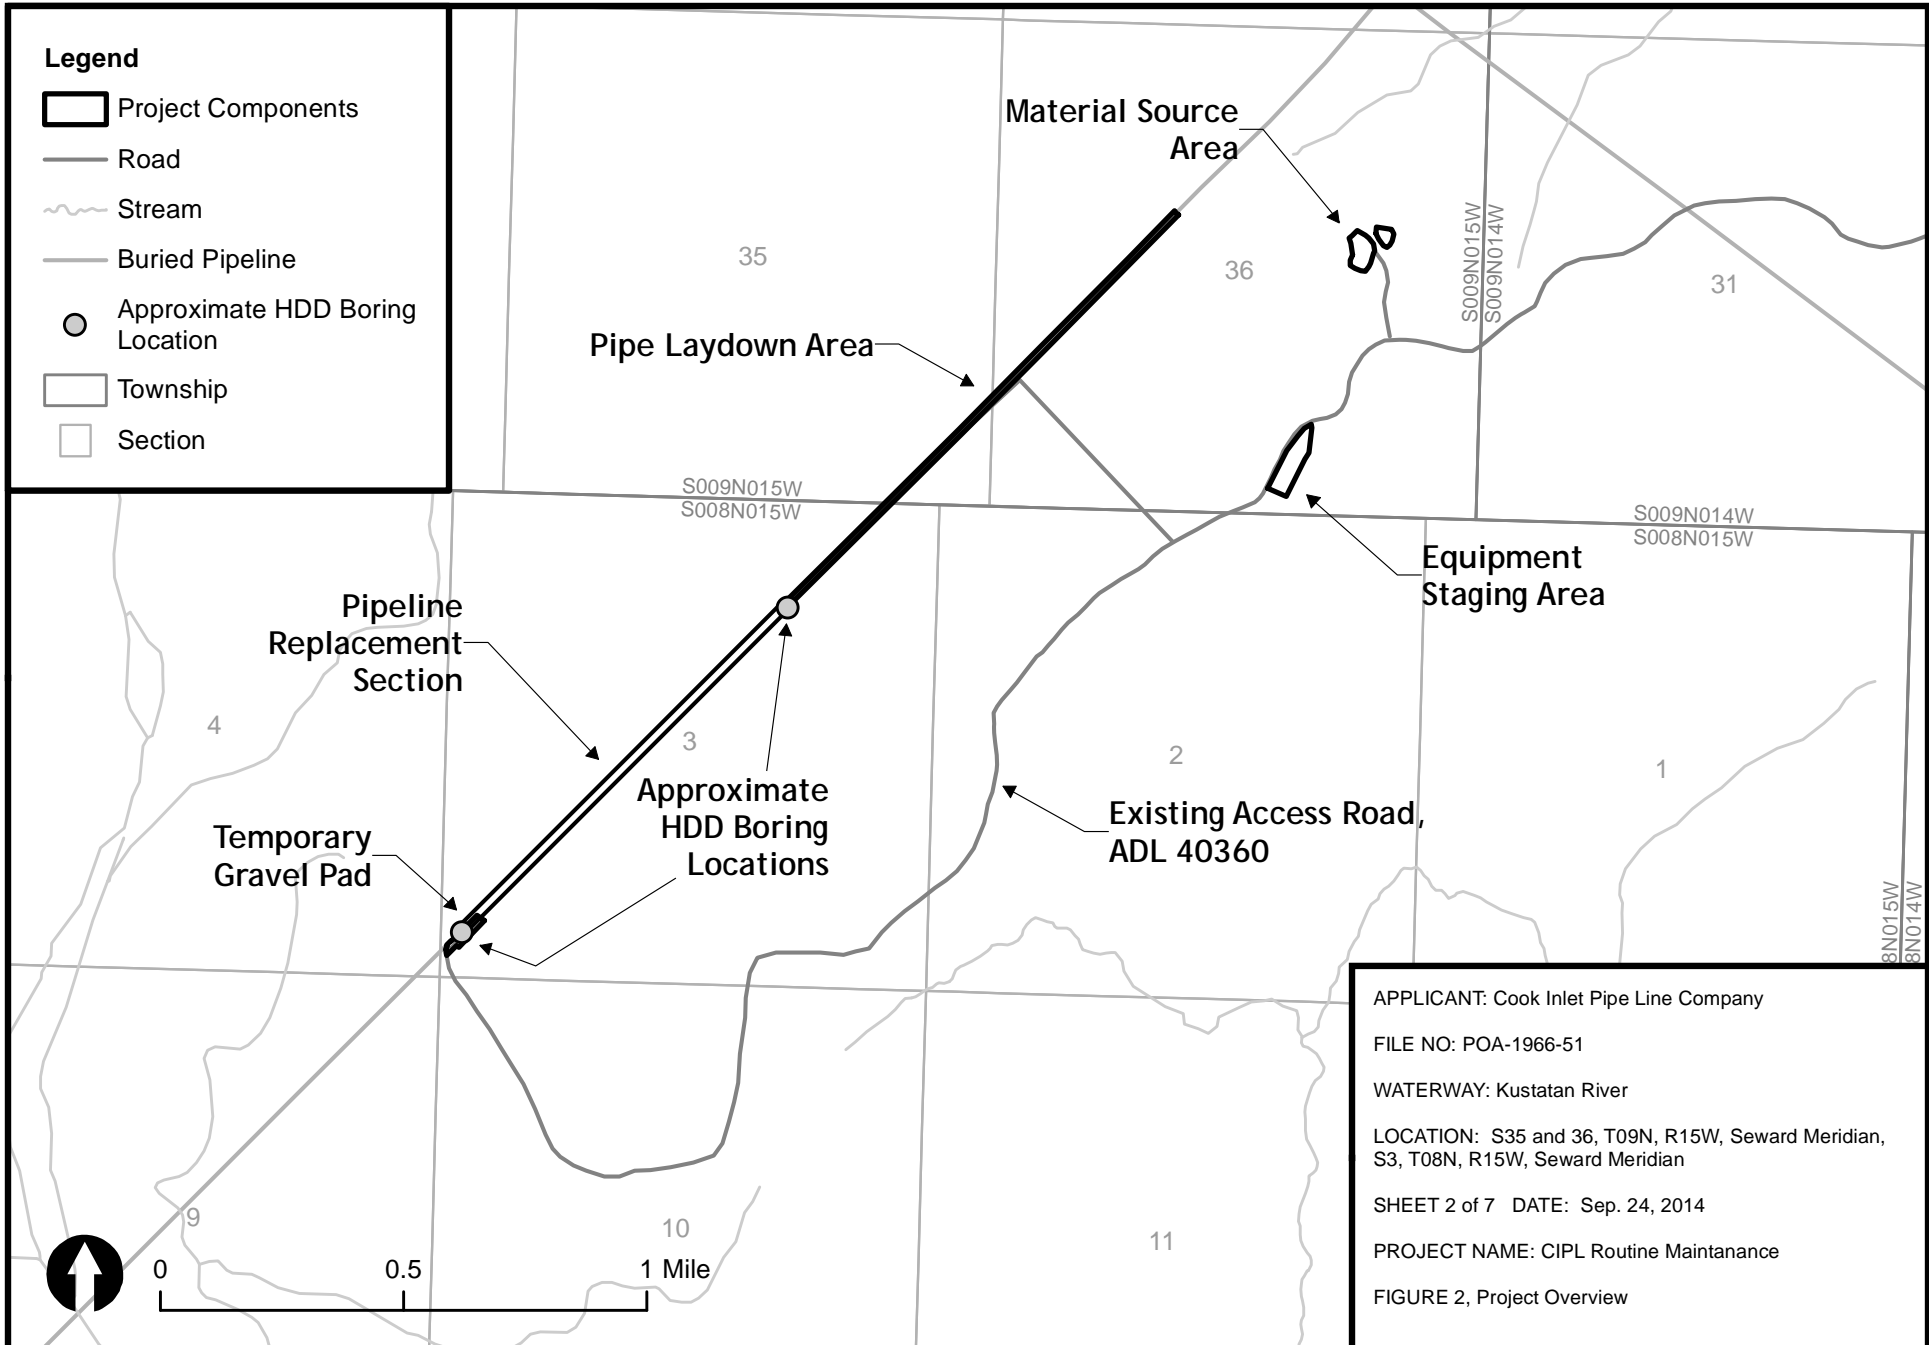 Legend
Project Components
Road
Stream
Buried Pipeline
Approximate HDD Boring
Location
Township
Section
Material Source
Area
35
36
31
S009N015W
S009N014W
Pipe Laydown Area
S009N015W
S008N015W
S009N014W
S008N015W
Equipment
Staging Area
Pipeline
Replacement
Section
4
3
2
1
Approximate
HDD Boring
Locations
Existing Access Road,
ADL 40360
Temporary
Gravel Pad
8N015W
8N014W
9
10
11
0
0.5
1 Mile
APPLICANT: Cook Inlet Pipe Line Company
FILE NO: POA-1966-51
WATERWAY: Kustatan River
LOCATION: S35 and 36, T09N, R15W, Seward Meridian,
S3, T08N, R15W, Seward Meridian
SHEET 2 of 7 DATE: Sep. 24, 2014
PROJECT NAME: CIPL Routine Maintanance
FIGURE 2, Project Overview